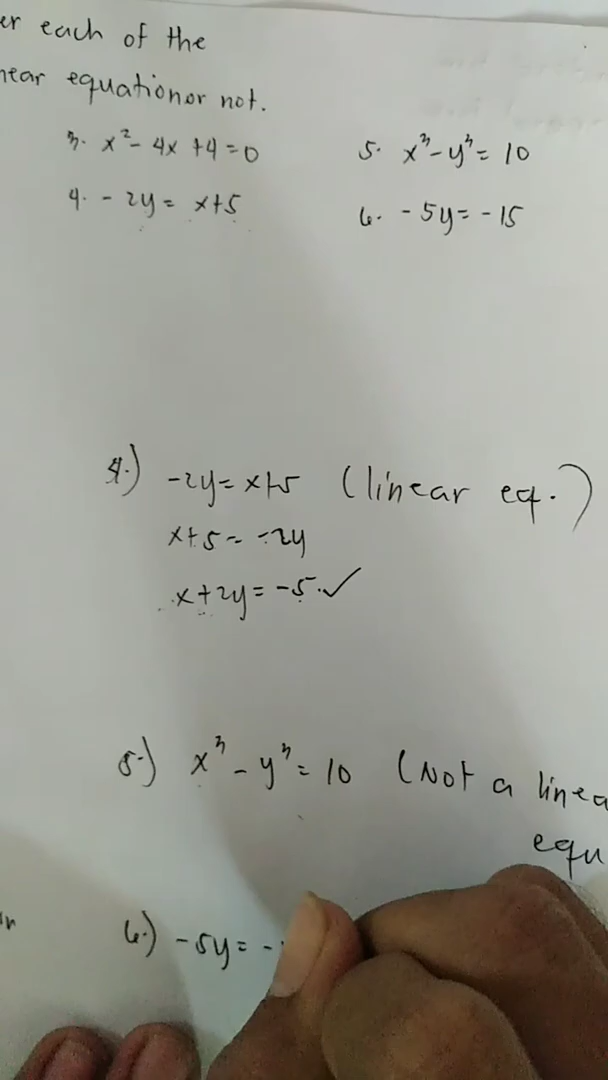 each of the
equation or not.
3. x² - 4x + 4 = 0
4. - 2y = x + 5
5. x³ - y³ = 10
6. - 5y = - 15
4.) -2y = x + 5 (linear eq.)
x + 5 = -2y
x + 2y = -5. ✓
5.) x³ - y³ = 10 (Not a linea
equ
6.) - 5y = -